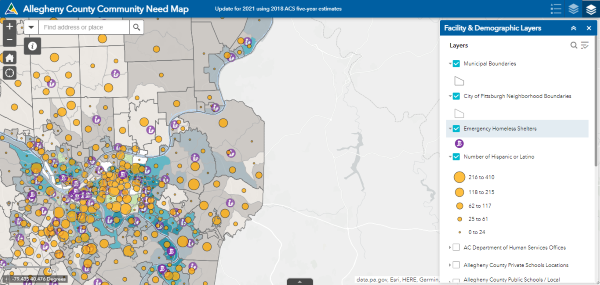 Allegheny County Community Need Map
Update for 2021 using 2018 ACS five-year estimates
Find address or place
Facility & Demographic Layers
Layers
Municipal Boundaries
City of Pittsburgh Neighborhood Boundaries
Emergency Homeless Shelters
Number of Hispanic or Latino
216 to 410
118 to 215
62 to 117
25 to 61
0 to 24
AC Department of Human Services Offices
Allegheny County Private Schools Locations
Allegheny County Public Schools / Local
-79.435 40.476 Degrees
data.pa.gov, Esri, HERE, Garmin